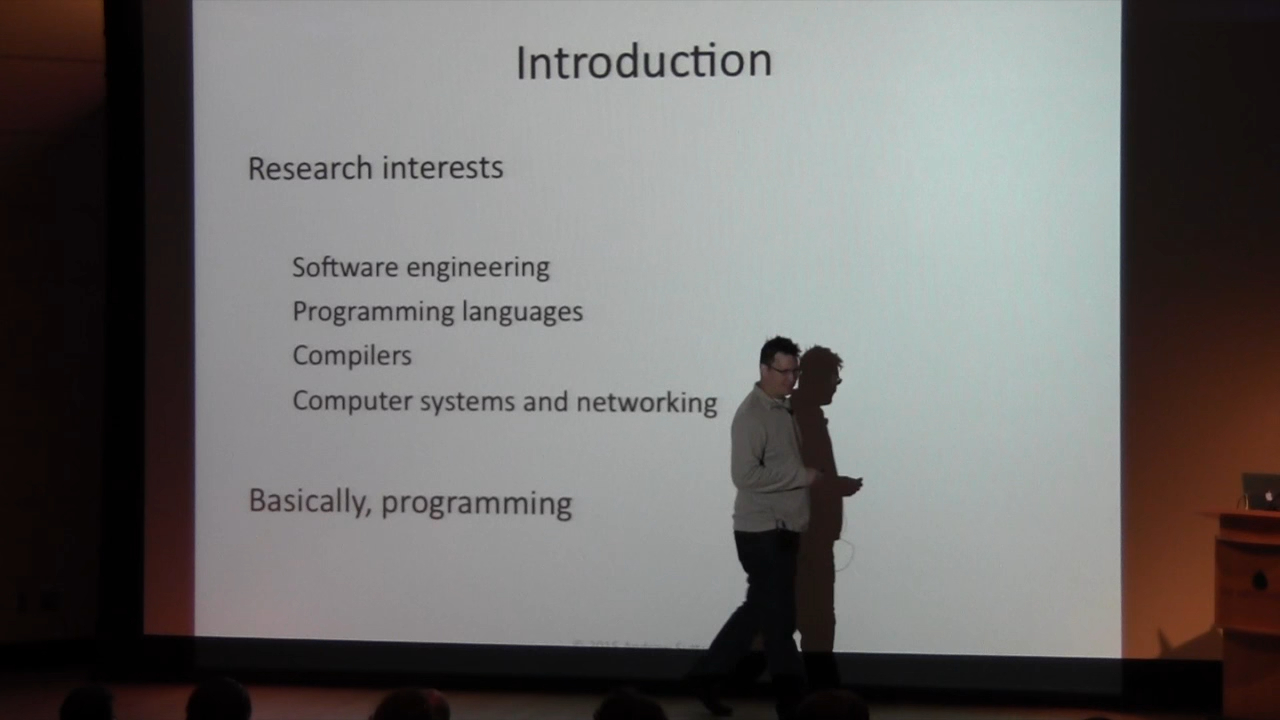 Introduction
Research interests
Software engineering
Programming languages
Compilers
Computer systems and networking
Basically, programming